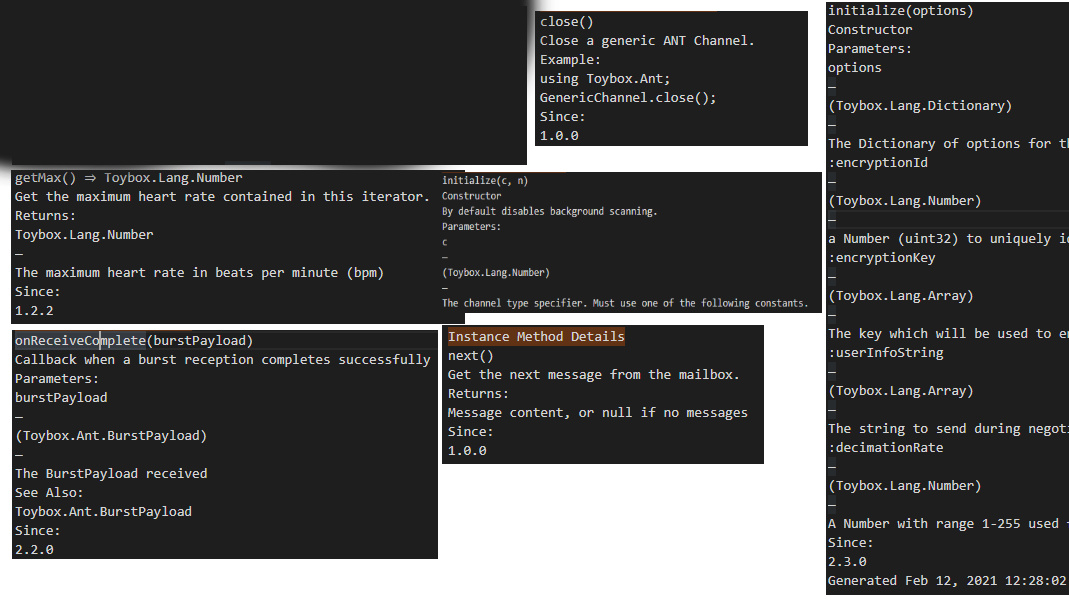 close()
Close a generic ANT Channel.
Example:
using Toybox.Ant;
GenericChannel.close();
Since:
1.0.0
getMax() ⇒ Toybox.Lang.Number
Get the maximum heart rate contained in this iterator.
Returns:
Toybox.Lang.Number
—
The maximum heart rate in beats per minute (bpm)
Since:
1.2.2
initialize(c, n)
Constructor
By default disables background scanning.
Parameters:
c
—
(Toybox.Lang.Number)
—
The channel type specifier. Must use one of the following constants.
onReceiveComplete(burstPayload)
Callback when a burst reception completes successfully
Parameters:
burstPayload
—
(Toybox.Ant.BurstPayload)
—
The BurstPayload received
See Also:
Toybox.Ant.BurstPayload
Since:
2.2.0
Instance Method Details
next()
Get the next message from the mailbox.
Returns:
Message content, or null if no messages
Since:
1.0.0
initialize(options)
Constructor
Parameters:
options
—
(Toybox.Lang.Dictionary)
—
The Dictionary of options for
:encryptionId
—
(Toybox.Lang.Number)
—
a Number (uint32) to uniquely
:encryptionKey
—
(Toybox.Lang.Array)
—
The key which will be used to
:userInfoString
—
(Toybox.Lang.Array)
—
The string to send during
:decimationRate
—
(Toybox.Lang.Number)
—
A Number with range 1-255 used
Since:
2.3.0
Generated Feb 12, 2021 12:28:02